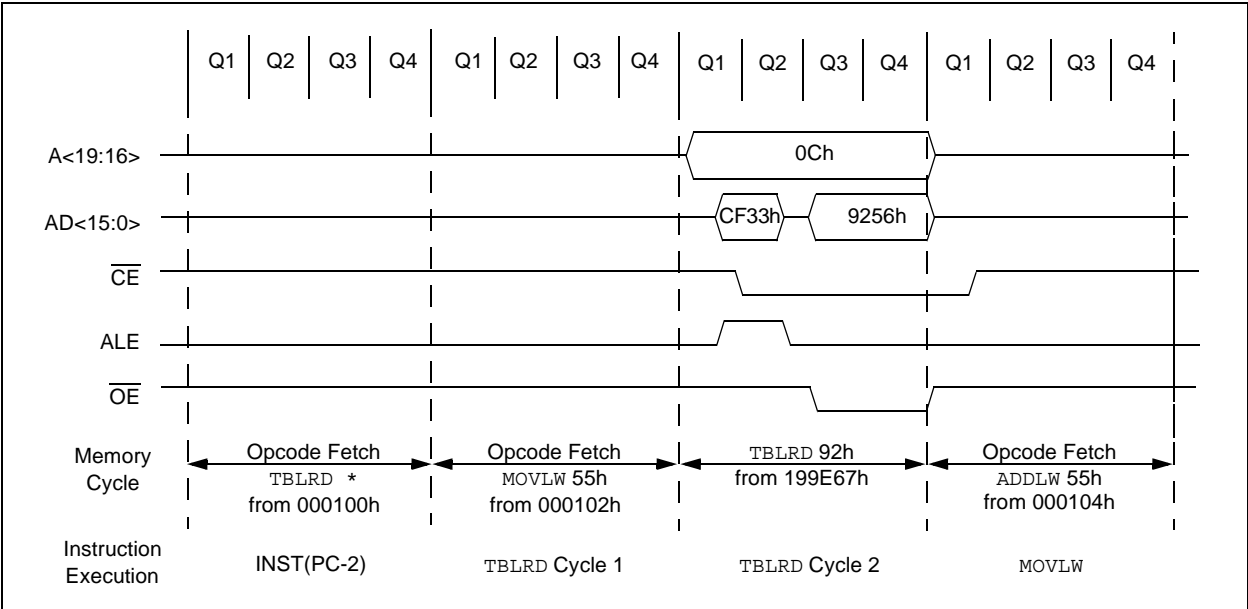 Q1 Q2 Q3 Q4 Q1 Q2 Q3 Q4 Q1 Q2 Q3 Q4 Q1 Q2 Q3 Q4
A<19:16>
0Ch
AD<15:0>
CF33h
9256h
CE
ALE
OE
Memory
Cycle
Opcode Fetch
TBLRD *
from 000100h
Opcode Fetch
MOVLW 55h
from 000102h
TBLRD 92h
from 199E67h
Opcode Fetch
ADDLW 55h
from 000104h
Instruction
Execution
INST(PC-2)
TBLRD Cycle 1
TBLRD Cycle 2
MOVLW